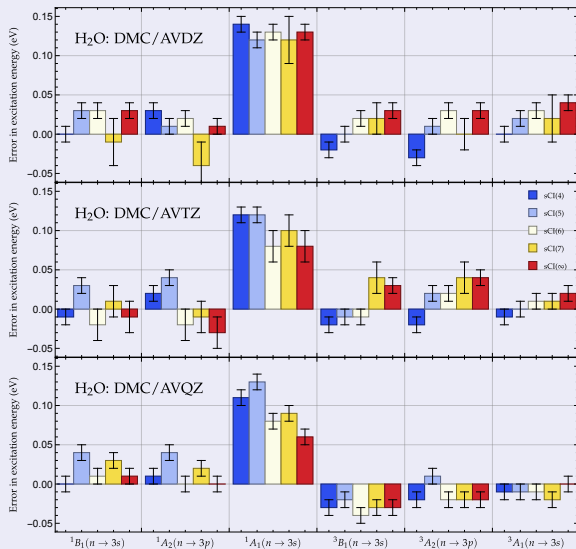 0.15
H₂O: DMC/AVDZ
0.10
0.05
0.00
−0.05
Error in excitation energy (eV)
0.15
H₂O: DMC/AVTZ
0.10
0.05
0.00
−0.05
Error in excitation energy (eV)
sCI(4)
sCI(5)
sCI(6)
sCI(7)
sCI(∞)
0.15
H₂O: DMC/AVQZ
0.10
0.05
0.00
−0.05
Error in excitation energy (eV)
¹B₁(n → 3s) ¹A₂(n → 3p) ¹A₁(n → 3s) ³B₁(n → 3s) ³A₂(n → 3p) ³A₁(n → 3s)